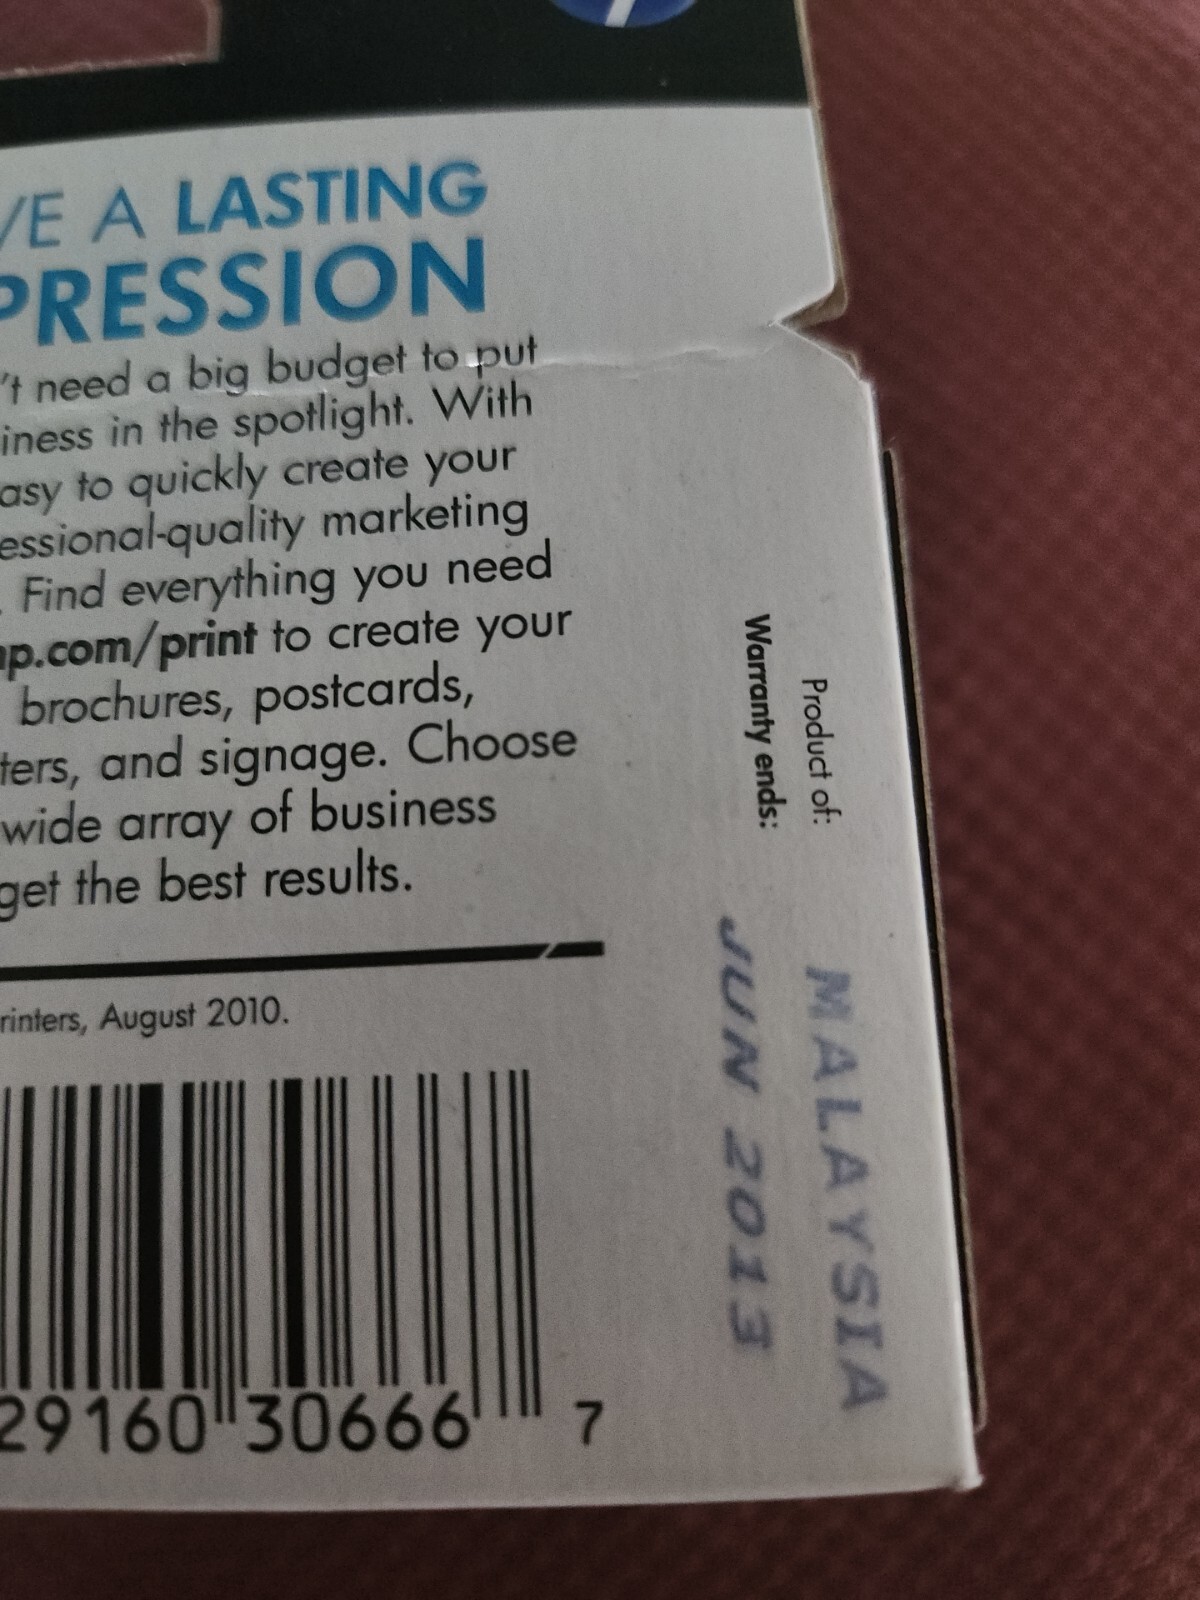 VE A LASTING
PRESSION
't need a big budget to put
iness in the spotlight. With
asy to quickly create your
essional-quality marketing
. Find everything you need
hp.com/print to create your
brochures, postcards,
ters, and signage. Choose
wide array of business
get the best results.
rinters, August 2010.
29160 30666 7
Product of: MALAYSIA
Warranty ends: JUN 2013